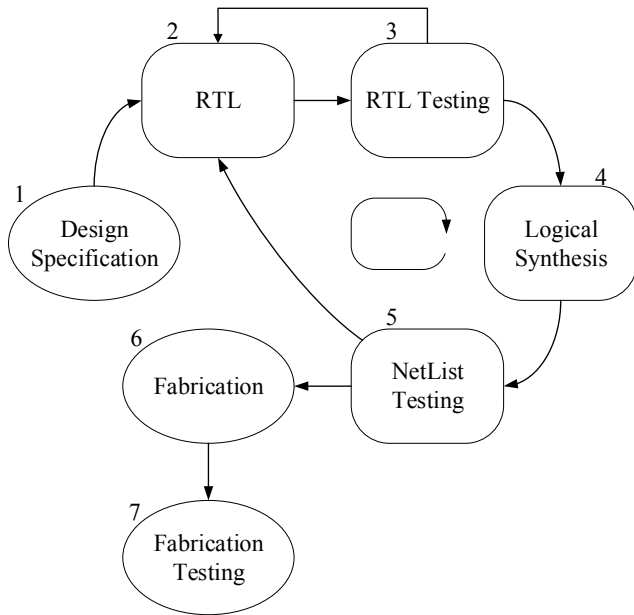 2
RTL
3
RTL Testing
1
Design
Specification
4
Logical
Synthesis
5
NetList
Testing
6
Fabrication
7
Fabrication
Testing